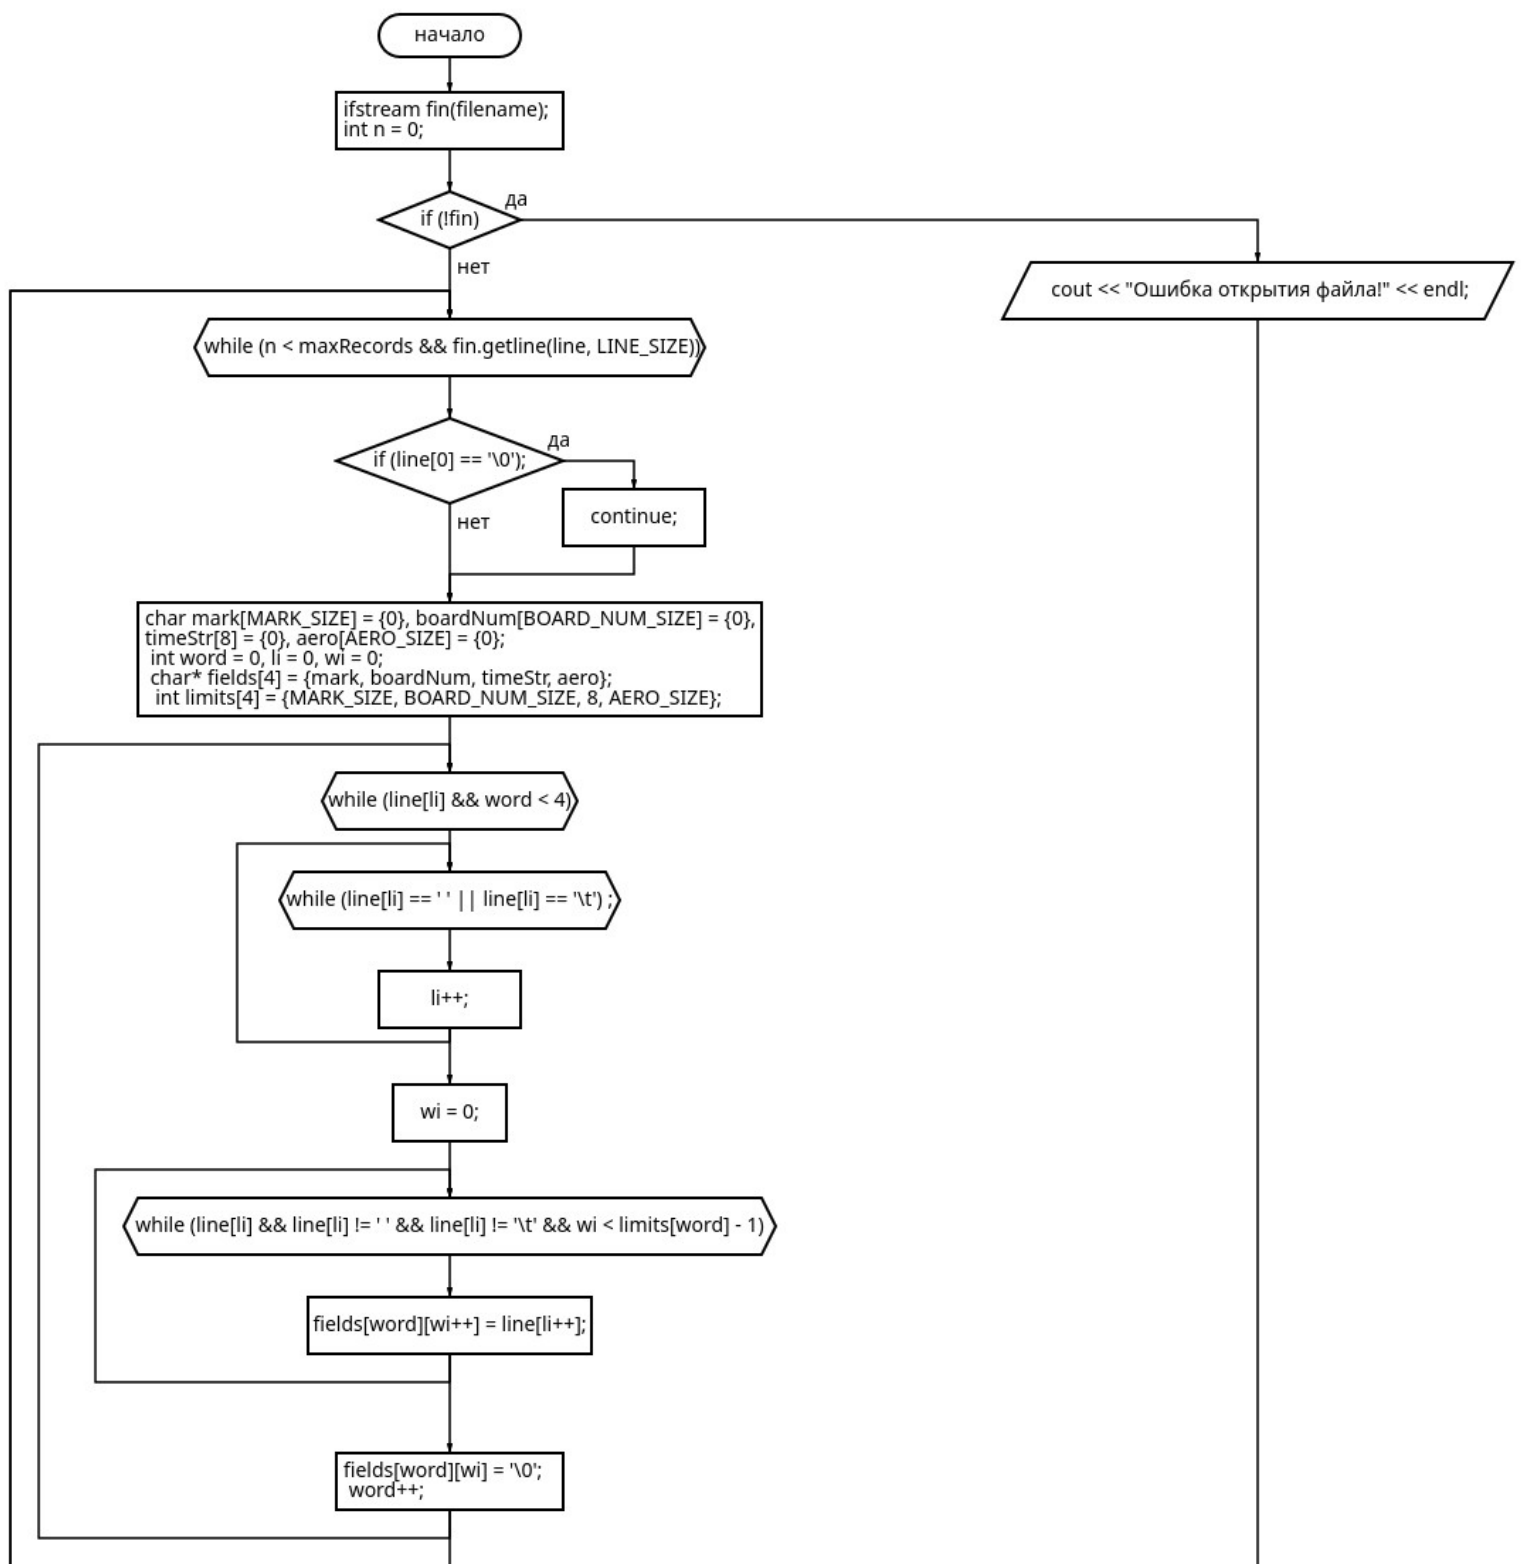 начало
ifstream fin(filename);
int n = 0;
да
if (!fin)
нет
cout << "Ошибка открытия файла!" << endl;
while (n < maxRecords && fin.getline(line, LINE_SIZE))
да
if (line[0] == '\0');
continue;
нет
char mark[MARK_SIZE] = {0}, boardNum[BOARD_NUM_SIZE] = {0},
timeStr[8] = {0}, aero[AERO_SIZE] = {0};
int word = 0, li = 0, wi = 0;
char* fields[4] = {mark, boardNum, timeStr, aero};
int limits[4] = {MARK_SIZE, BOARD_NUM_SIZE, 8, AERO_SIZE};
while (line[li] && word < 4)
while (line[li] == ' ' || line[li] == '\t') ;
li++;
wi = 0;
while (line[li] && line[li] != ' ' && line[li] != '\t' && wi < limits[word] - 1)
fields[word][wi++] = line[li++];
fields[word][wi] = '\0';
word++;